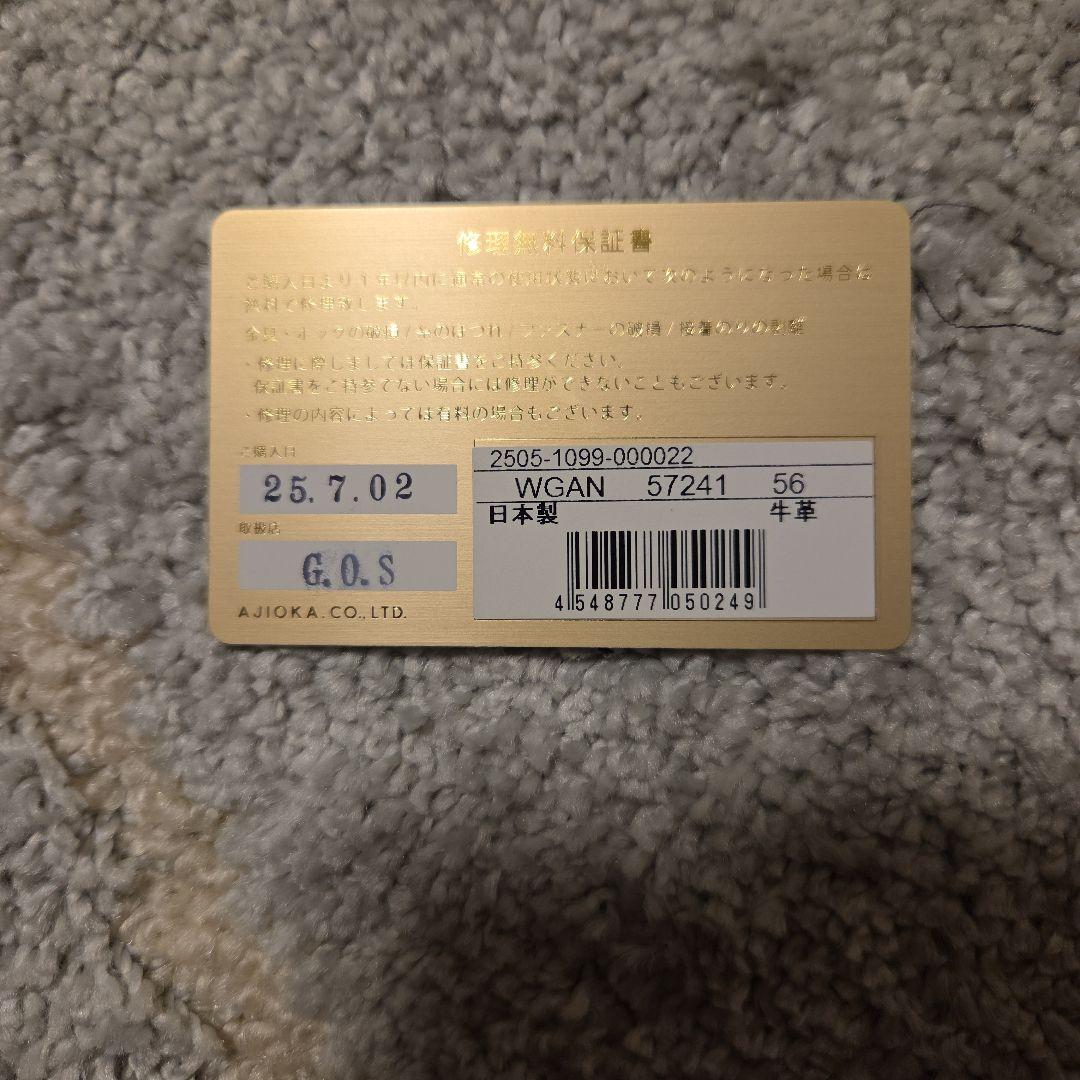 修理無料保証書
ご購入日より1年以内に通常の使用状態において次のようになった場合は
無料で修理致します。
金具・ホックの破損/糸のほつれ/ファスナーの破損/接着のりの剥離
・修理に際しましては保証書をご持参ください。
保証書をご持参でない場合には修理ができないこともございます。
・修理の内容によっては有料の場合もございます。
ご購入日
25.7.02
取扱店
G.O.S
AJIOKA.CO.,LTD.
2505-1099-000022
WGAN 57241 56
日本製 牛革
4 548777 050249